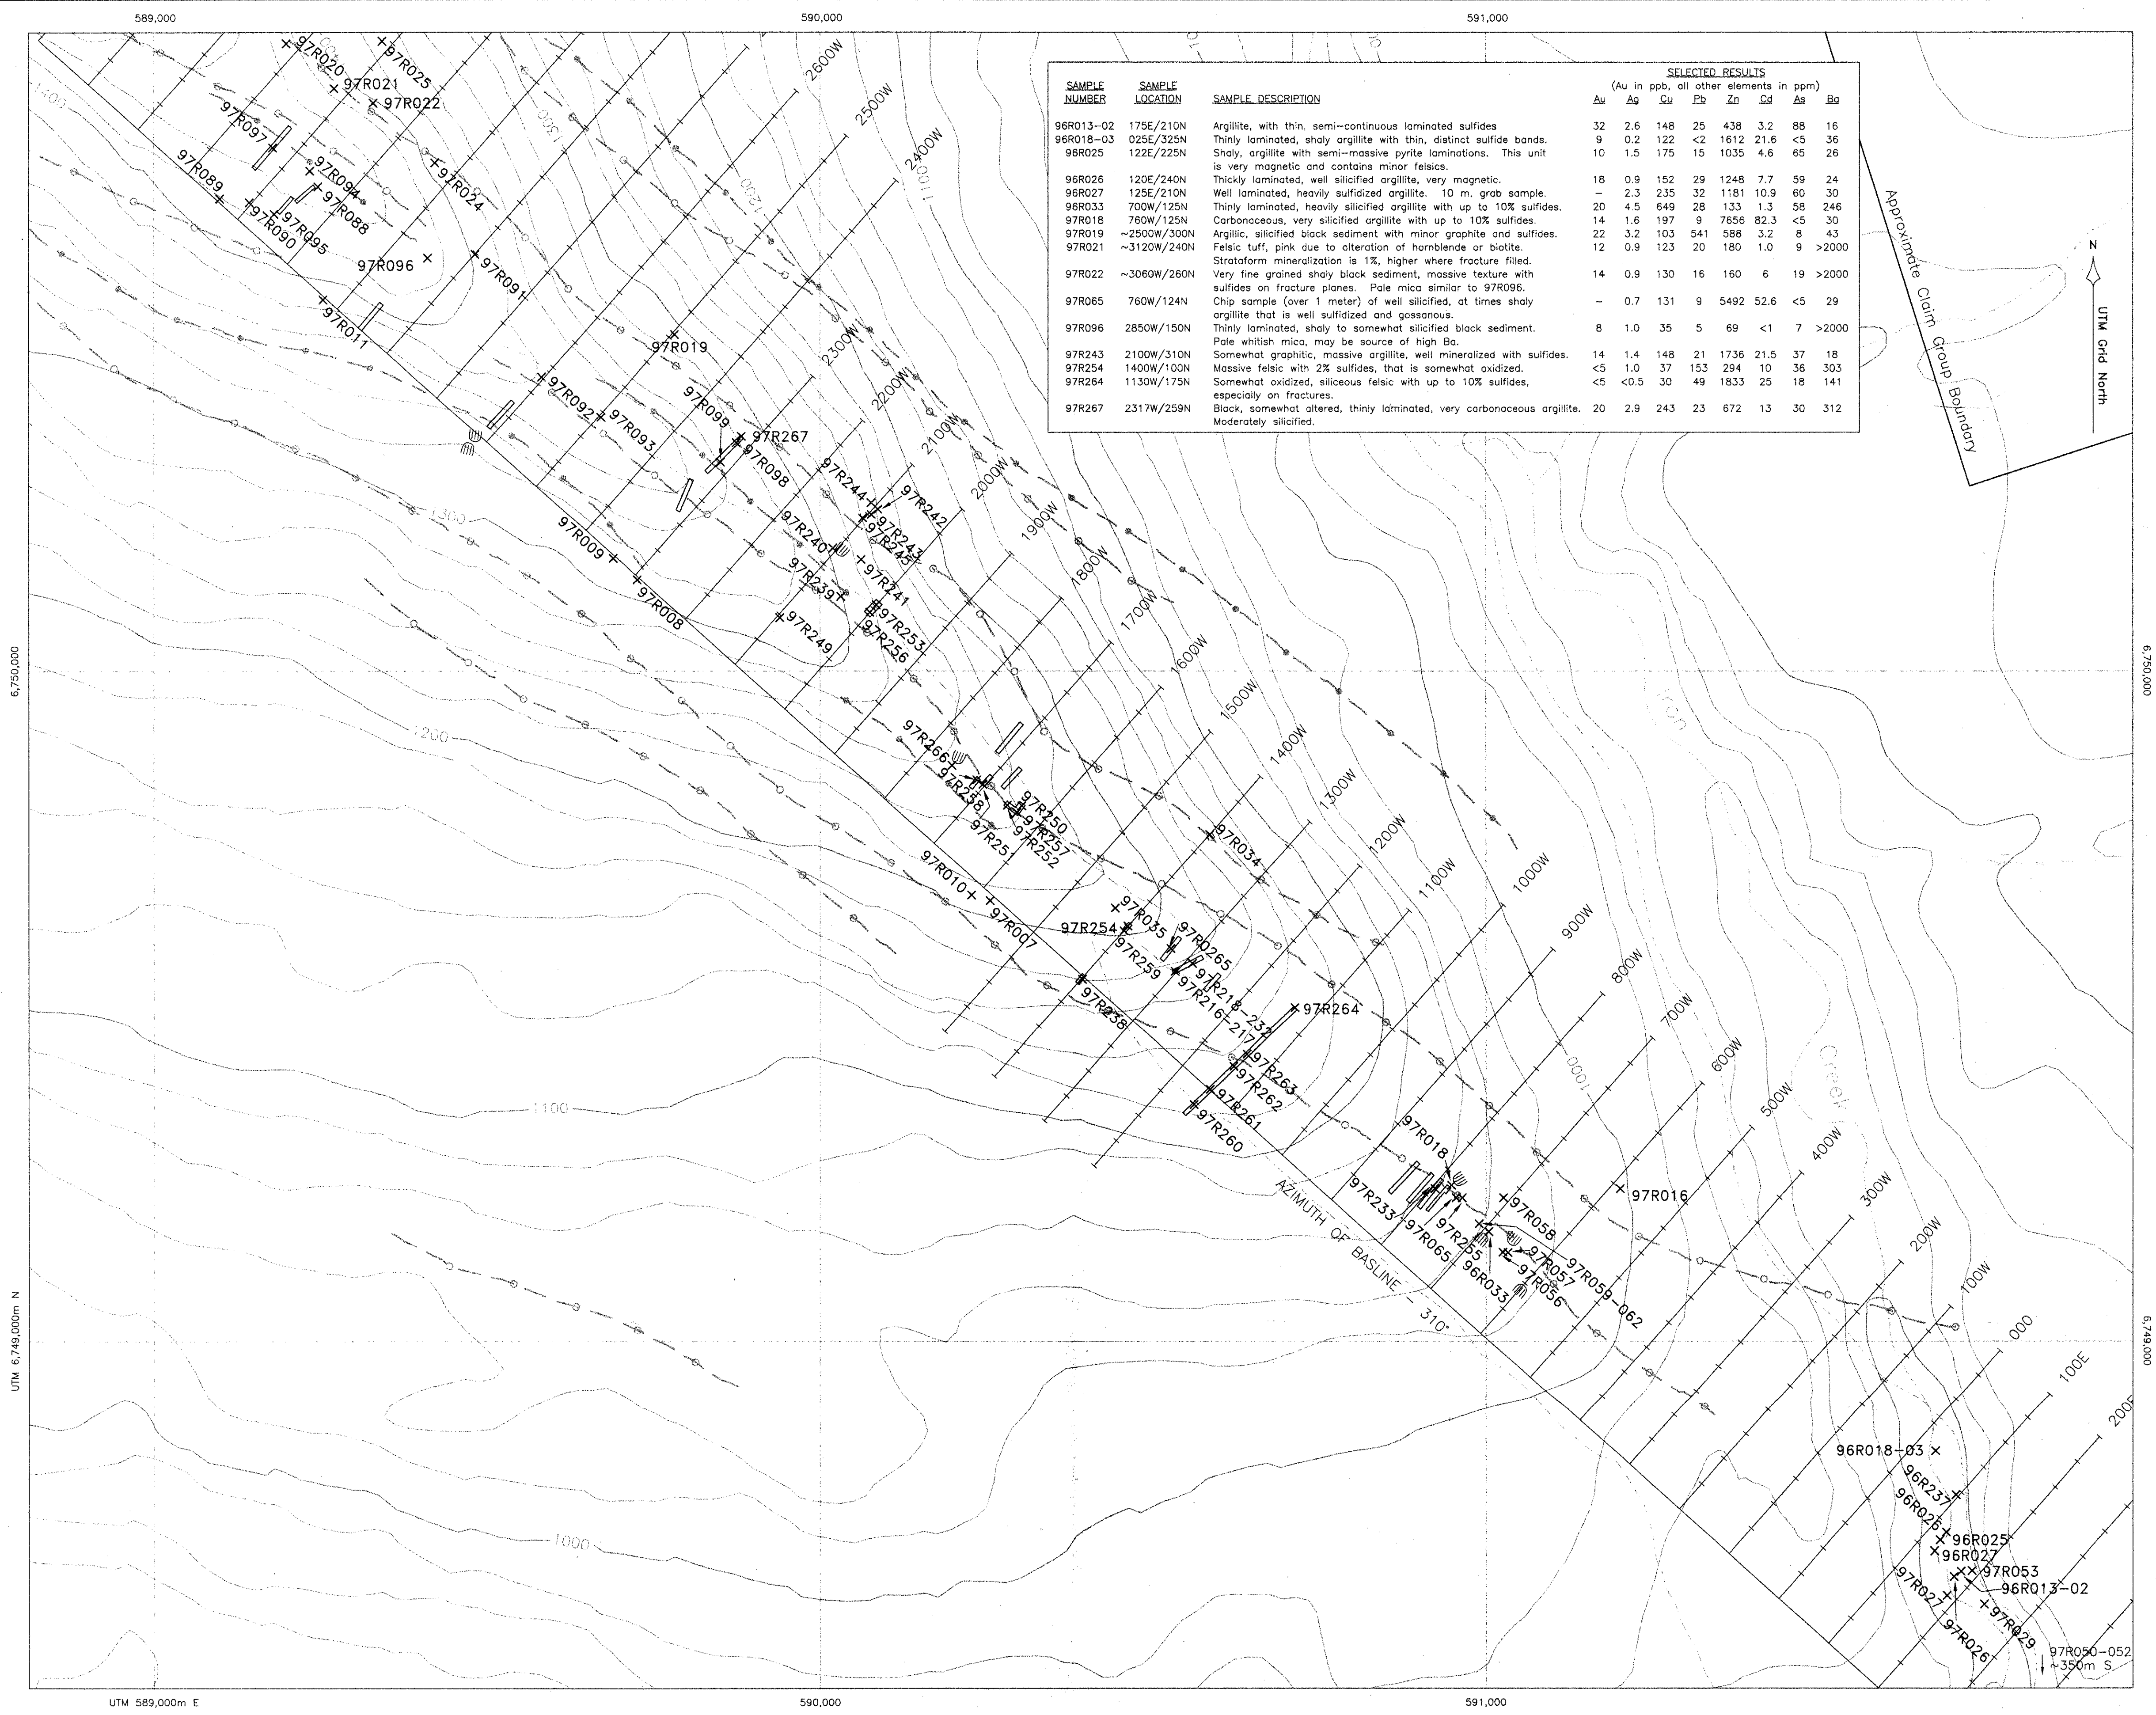 589,000
590,000
591,000
SELECTED RESULTS
(Au in ppb, all other elements in ppm)
SAMPLE NUMBER SAMPLE LOCATION SAMPLE DESCRIPTION Au Ag Cu Pb Zn Cd As Ba
96R013-02 175E/210N Argillite, with thin, semi-continuous laminated sulfides 32 2.6 148 25 438 3.2 88 16
96R018-03 025E/325N Thinly laminated, shaly argillite with thin, distinct sulfide bands. 9 0.2 122 <2 1612 21.6 <5 36
96R025 122E/225N Shaly, argillite with semi-massive pyrite laminations. This unit 10 1.5 175 15 1035 4.6 65 26
is very magnetic and contains minor felsics.
96R026 120E/240N Thickly laminated, well silicified argillite, very magnetic. 18 0.9 152 29 1248 7.7 59 24
96R027 125E/210N Well laminated, heavily sulfidized argillite. 10 m. grab sample. - 2.3 235 32 1181 10.9 60 30
96R033 700W/125N Thinly laminated, heavily silicified argillite with up to 10% sulfides. 20 4.5 649 28 133 1.3 58 246
97R018 760W/125N Carbonaceous, very silicified argillite with up to 10% sulfides. 14 1.6 197 9 7656 82.3 <5 30
97R019 ~2500W/300N Argillic, silicified black sediment with minor graphite and sulfides. 22 3.2 103 541 588 3.2 8 43
97R021 ~3120W/240N Felsic tuff, pink due to alteration of hornblende or biotite. 12 0.9 123 20 180 1.0 9 >2000
Strataform mineralization is 1%, higher where fracture filled.
97R022 ~3060W/260N Very fine grained shaly black sediment, massive texture with 14 0.9 130 16 160 6 19 >2000
sulfides on fracture planes. Pale mica similar to 97R096.
97R065 760W/124N Chip sample (over 1 meter) of well silicified, at times shaly - 0.7 131 9 5492 52.6 <5 29
argillite that is well sulfidized and gossanous.
97R096 2850W/150N Thinly laminated, shaly to somewhat silicified black sediment. 8 1.0 35 5 69 <1 7 >2000
Pale whitish mica, may be source of high Ba.
97R243 2100W/310N Somewhat graphitic, massive argillite, well mineralized with sulfides. 14 1.4 148 21 1736 21.5 37 18
97R254 1400W/100N Massive felsic with 2% sulfides, that is somewhat oxidized. <5 1.0 37 153 294 10 36 303
97R264 1130W/175N Somewhat oxidized, siliceous felsic with up to 10% sulfides, <5 <0.5 30 49 1833 25 18 141
especially on fractures.
97R267 2317W/259N Black, somewhat altered, thinly laminated, very carbonaceous argillite. 20 2.9 243 23 672 13 30 312
Moderately silicified.
Approximate Claim Group Boundary
N
UTM Grid North
2600W
2500W
2400W
2300W
2200W
2100W
2000W
1900W
1800W
1700W
1600W
1500W
1400W
1300W
1200W
1100W
1000W
900W
800W
700W
600W
500W
400W
300W
200W
100W
000
100E
200E
97R020
97R025
97R021
97R022
97R097
97R089
97R094
97R088
97R024
97R090
97R095
97R096
97R091
97R011
97R019
97R092
97R093
97R099
97R267
97R098
97R244
97R242
97R243
97R245
97R240
97R241
97R239
97R009
97R008
97R249
97R253
97R256
97R266
97R258
97R250
97R257
97R252
97R25
97R034
97R010
97R007
97R035
97R254
97R259
97R0265
97R218-232
97R216-217
97R238
97R264
97R263
97R262
97R261
97R260
97R018
97R233
97R065
97R255
96R033
97R058
97R057
97R056
97R059-062
97R016
96R018-03
96R237
96R026
96R025
96R027
97R053
96R013-02
97R027
97R029
97R026
97R050-052
~350m S
AZIMUTH OF BASLINE - 310°
1400
1300
1200
1100
1300
1200
1100
1000
1000
Iron
Creek
6,750,000
6,750,000
UTM 6,749,000m N
6,749,000
UTM 589,000m E
590,000
591,000